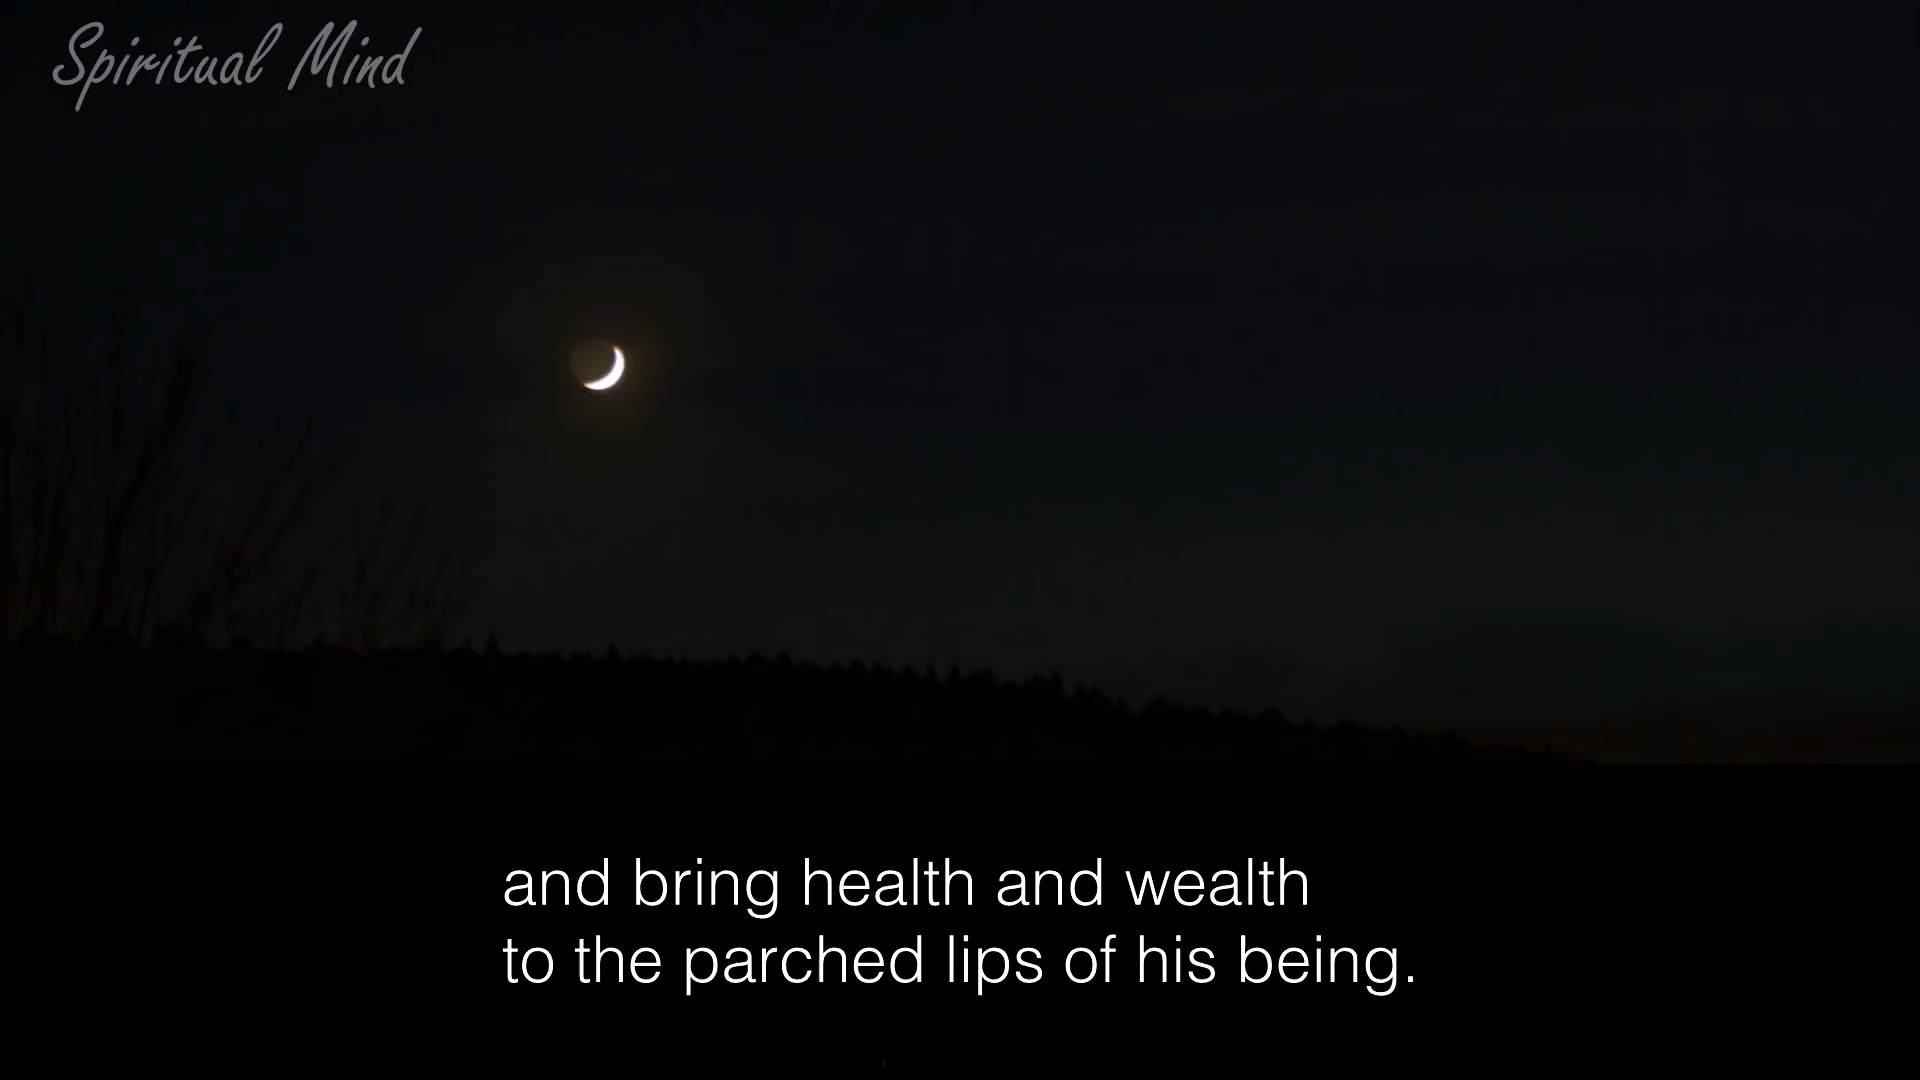 Spiritual Mind
and bring health and wealth
to the parched lips of his being.